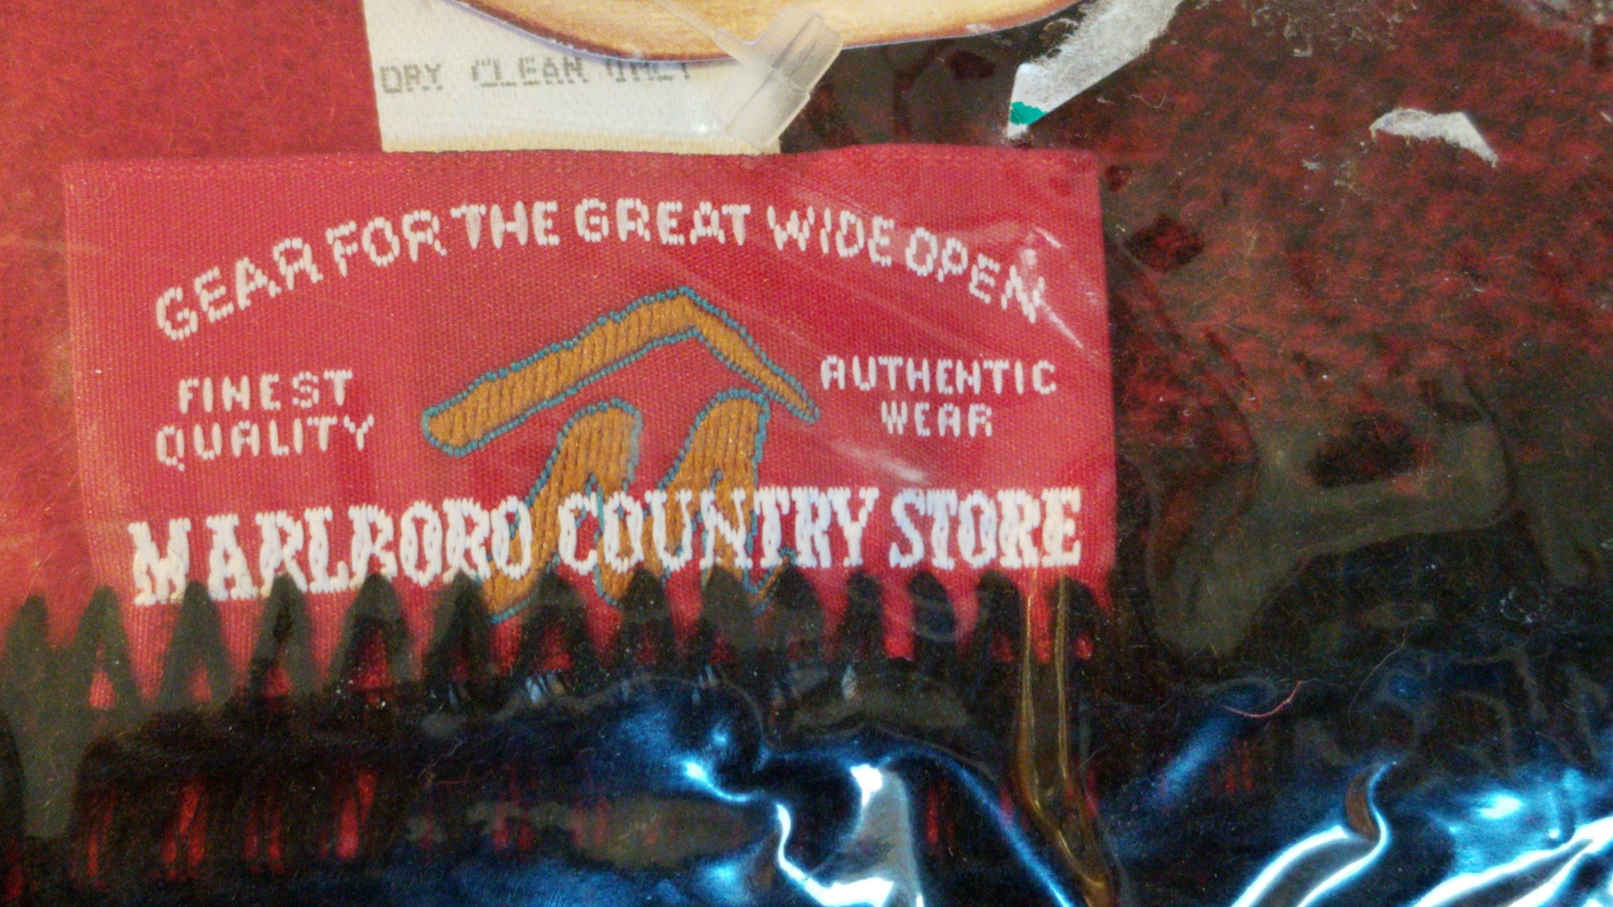 DRY CLEAN ONLY
GEAR FOR THE GREAT WIDE OPEN
FINEST
QUALITY
AUTHENTIC
WEAR
MARLBORO COUNTRY STORE